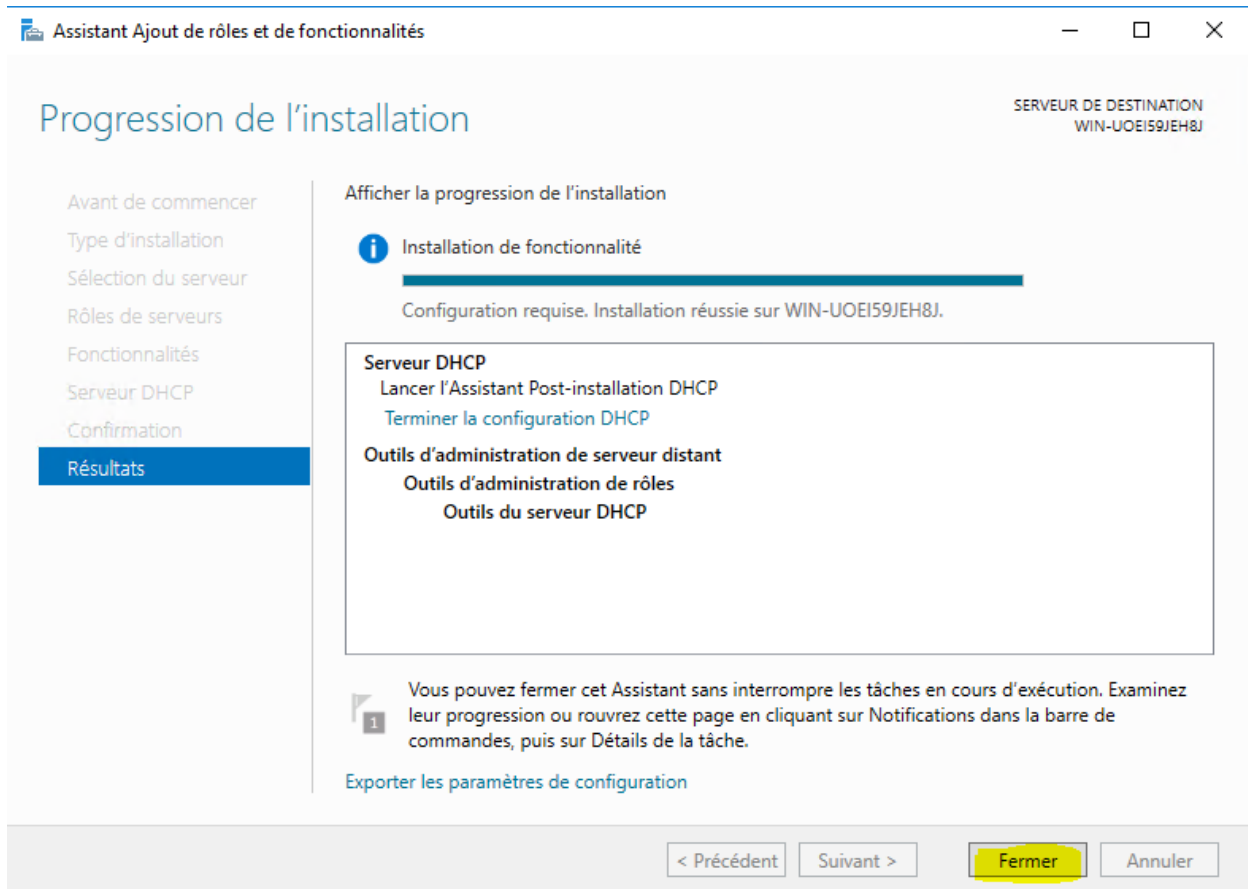 Assistant Ajout de rôles et de fonctionnalités
Progression de l'installation
SERVEUR DE DESTINATION
WIN-UOEI59JEH8J
Avant de commencer
Type d'installation
Sélection du serveur
Rôles de serveurs
Fonctionnalités
Serveur DHCP
Confirmation
Résultats
Afficher la progression de l'installation
Installation de fonctionnalité
Configuration requise. Installation réussie sur WIN-UOEI59JEH8J.
Serveur DHCP
Lancer l'Assistant Post-installation DHCP
Terminer la configuration DHCP
Outils d'administration de serveur distant
Outils d'administration de rôles
Outils du serveur DHCP
1
Vous pouvez fermer cet Assistant sans interrompre les tâches en cours d'exécution. Examinez
leur progression ou rouvrez cette page en cliquant sur Notifications dans la barre de
commandes, puis sur Détails de la tâche.
Exporter les paramètres de configuration
< Précédent
Suivant >
Fermer
Annuler